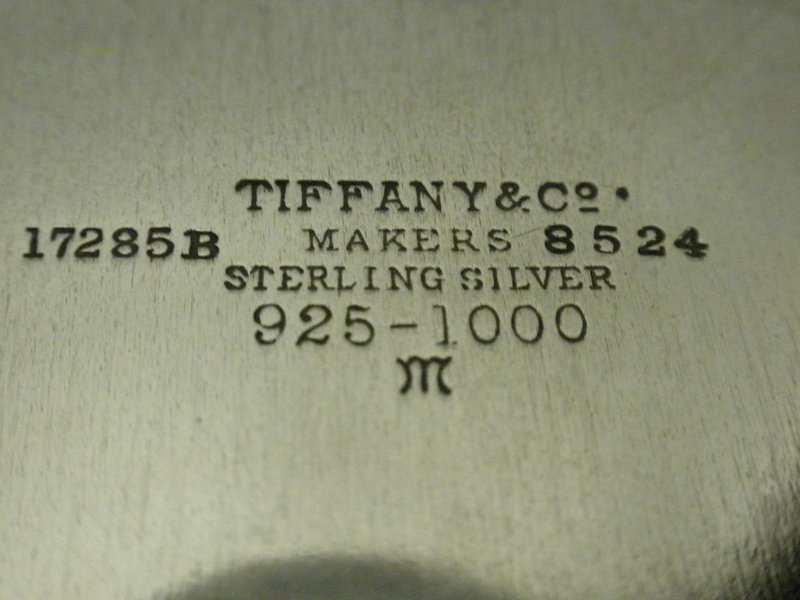 TIFFANY & Cº.
17285B MAKERS 8524
STERLING SILVER
925-1000
M